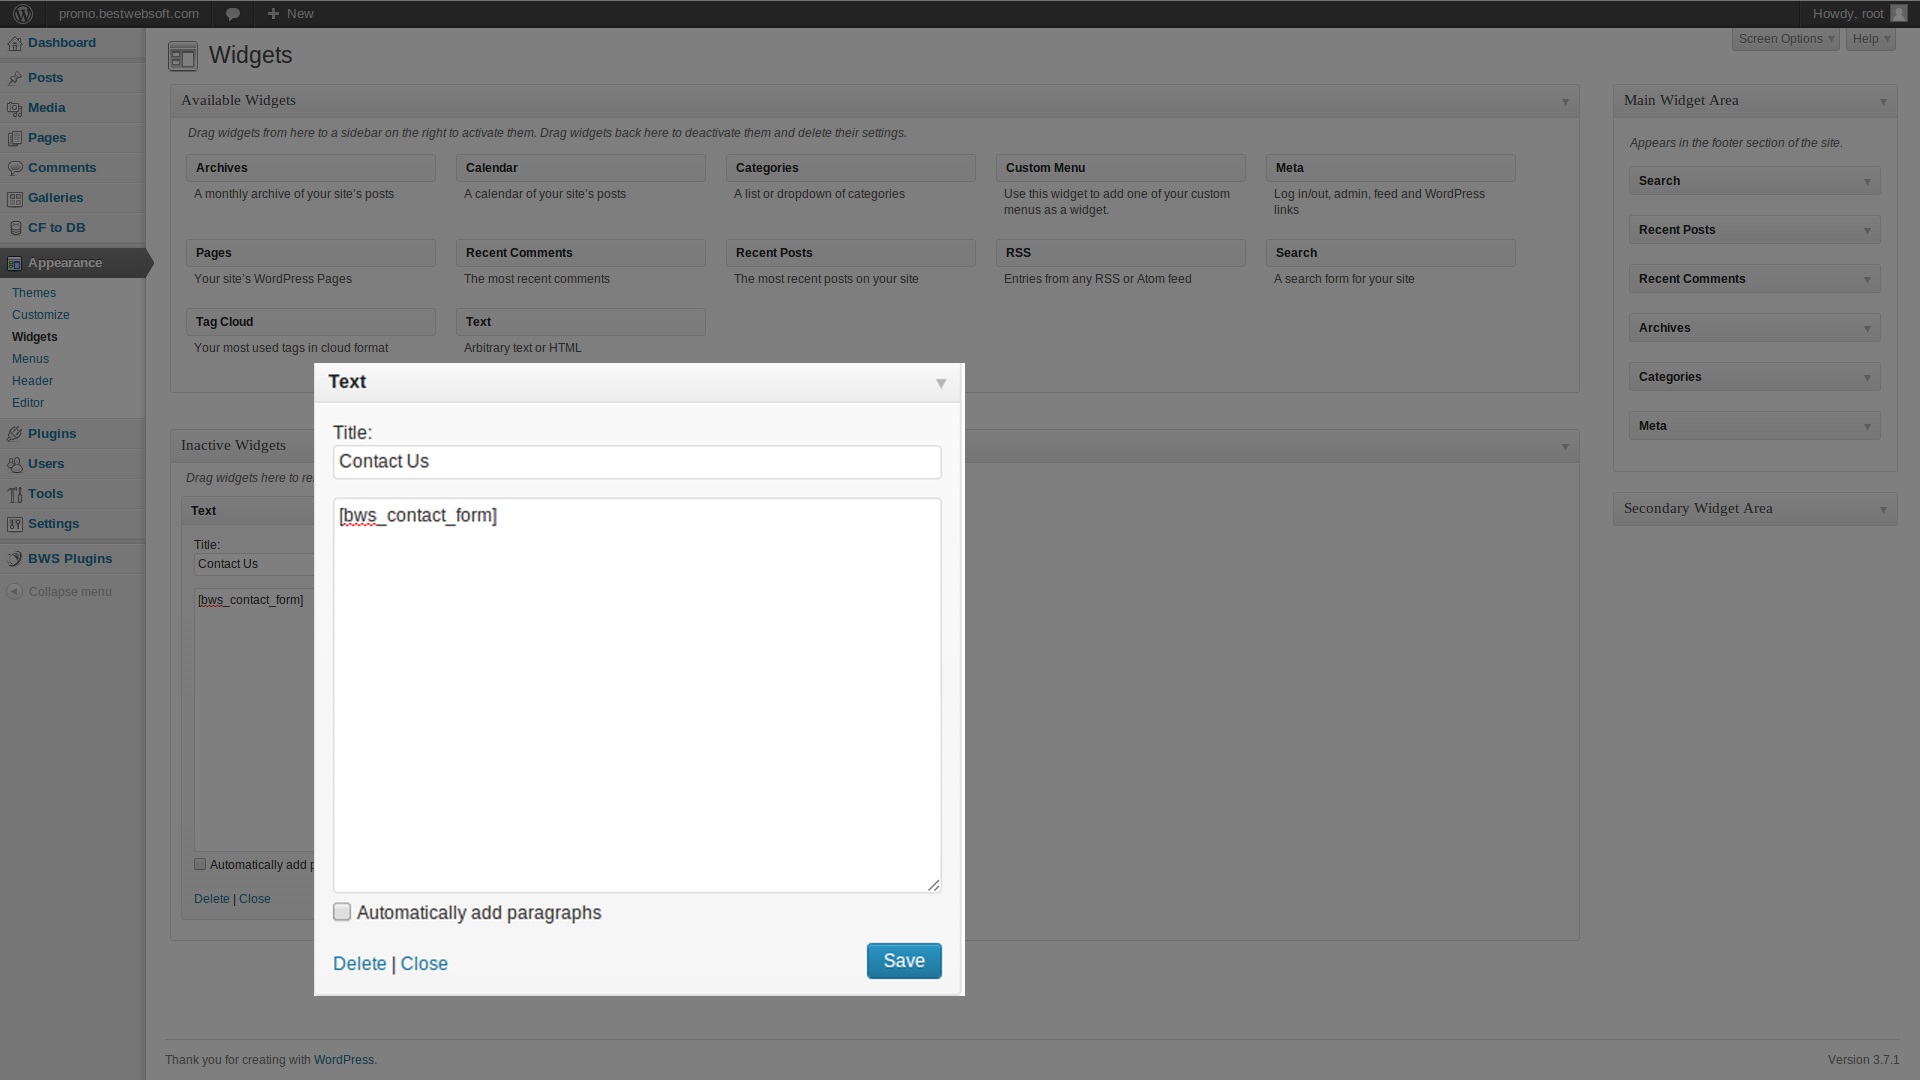 promo.bestwebsoft.com
New
Howdy, root
Dashboard
Posts
Media
Pages
Comments
Galleries
CF to DB
Appearance
Themes
Customize
Widgets
Menus
Header
Editor
Plugins
Users
Tools
Settings
BWS Plugins
Collapse menu
Widgets
Screen Options
Help
Available Widgets
Drag widgets from here to a sidebar on the right to activate them. Drag widgets back here to deactivate them and delete their settings.
Archives
A monthly archive of your site's posts
Calendar
A calendar of your site's posts
Categories
A list or dropdown of categories
Custom Menu
Use this widget to add one of your custom
menus as a widget.
Meta
Log in/out, admin, feed and WordPress
links
Pages
Your site's WordPress Pages
Recent Comments
The most recent comments
Recent Posts
The most recent posts on your site
RSS
Entries from any RSS or Atom feed
Search
A search form for your site
Tag Cloud
Your most used tags in cloud format
Text
Arbitrary text or HTML
Inactive Widgets
Drag widgets here to
Text
Title:
Contact Us
[bws_contact_form]
Automatically add
Delete | Close
Text
Title:
Contact Us
[bws_contact_form]
Automatically add paragraphs
Delete | Close
Save
Main Widget Area
Appears in the footer section of the site.
Search
Recent Posts
Recent Comments
Archives
Categories
Meta
Secondary Widget Area
Thank you for creating with WordPress.
Version 3.7.1